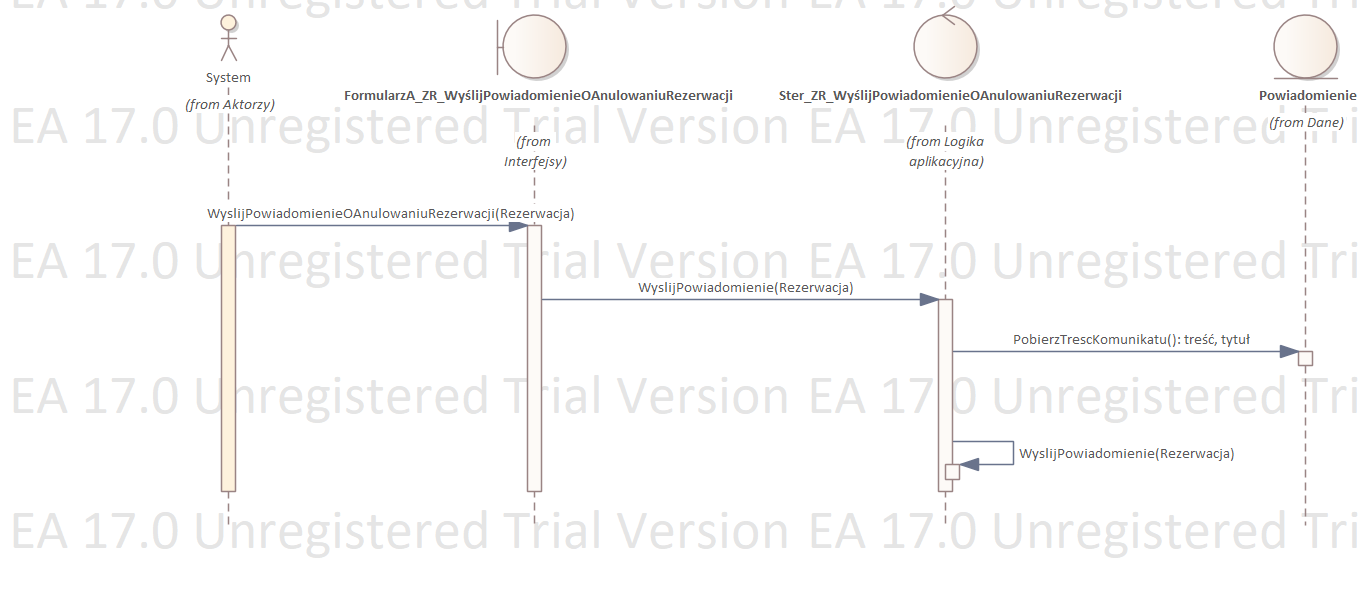 EA 17.0 Unregistered Trial Version EA 17.0 Unregistered Tri
System
(from Aktorzy)
FormularzA_ZR_WyślijPowiadomienieOAnulowaniuRezerwacji
(from
Interfejsy)
Ster_ZR_WyślijPowiadomienieOAnulowaniuRezerwacji
(from Logika
aplikacyjna)
Powiadomienie
(from Dane)
EA 17.0 Unregistered Trial Version EA 17.0 Unregistered Tri
WyslijPowiadomienieOAnulowaniuRezerwacji(Rezerwacja)
EA 17.0 Unregistered Trial Version EA 17.0 Unregistered Tri
WyslijPowiadomienie(Rezerwacja)
PobierzTrescKomunikatu(): treść, tytuł
EA 17.0 Unregistered Trial Version EA 17.0 Unregistered Tri
WyslijPowiadomienie(Rezerwacja)
EA 17.0 Unregistered Trial Version EA 17.0 Unregistered Tri